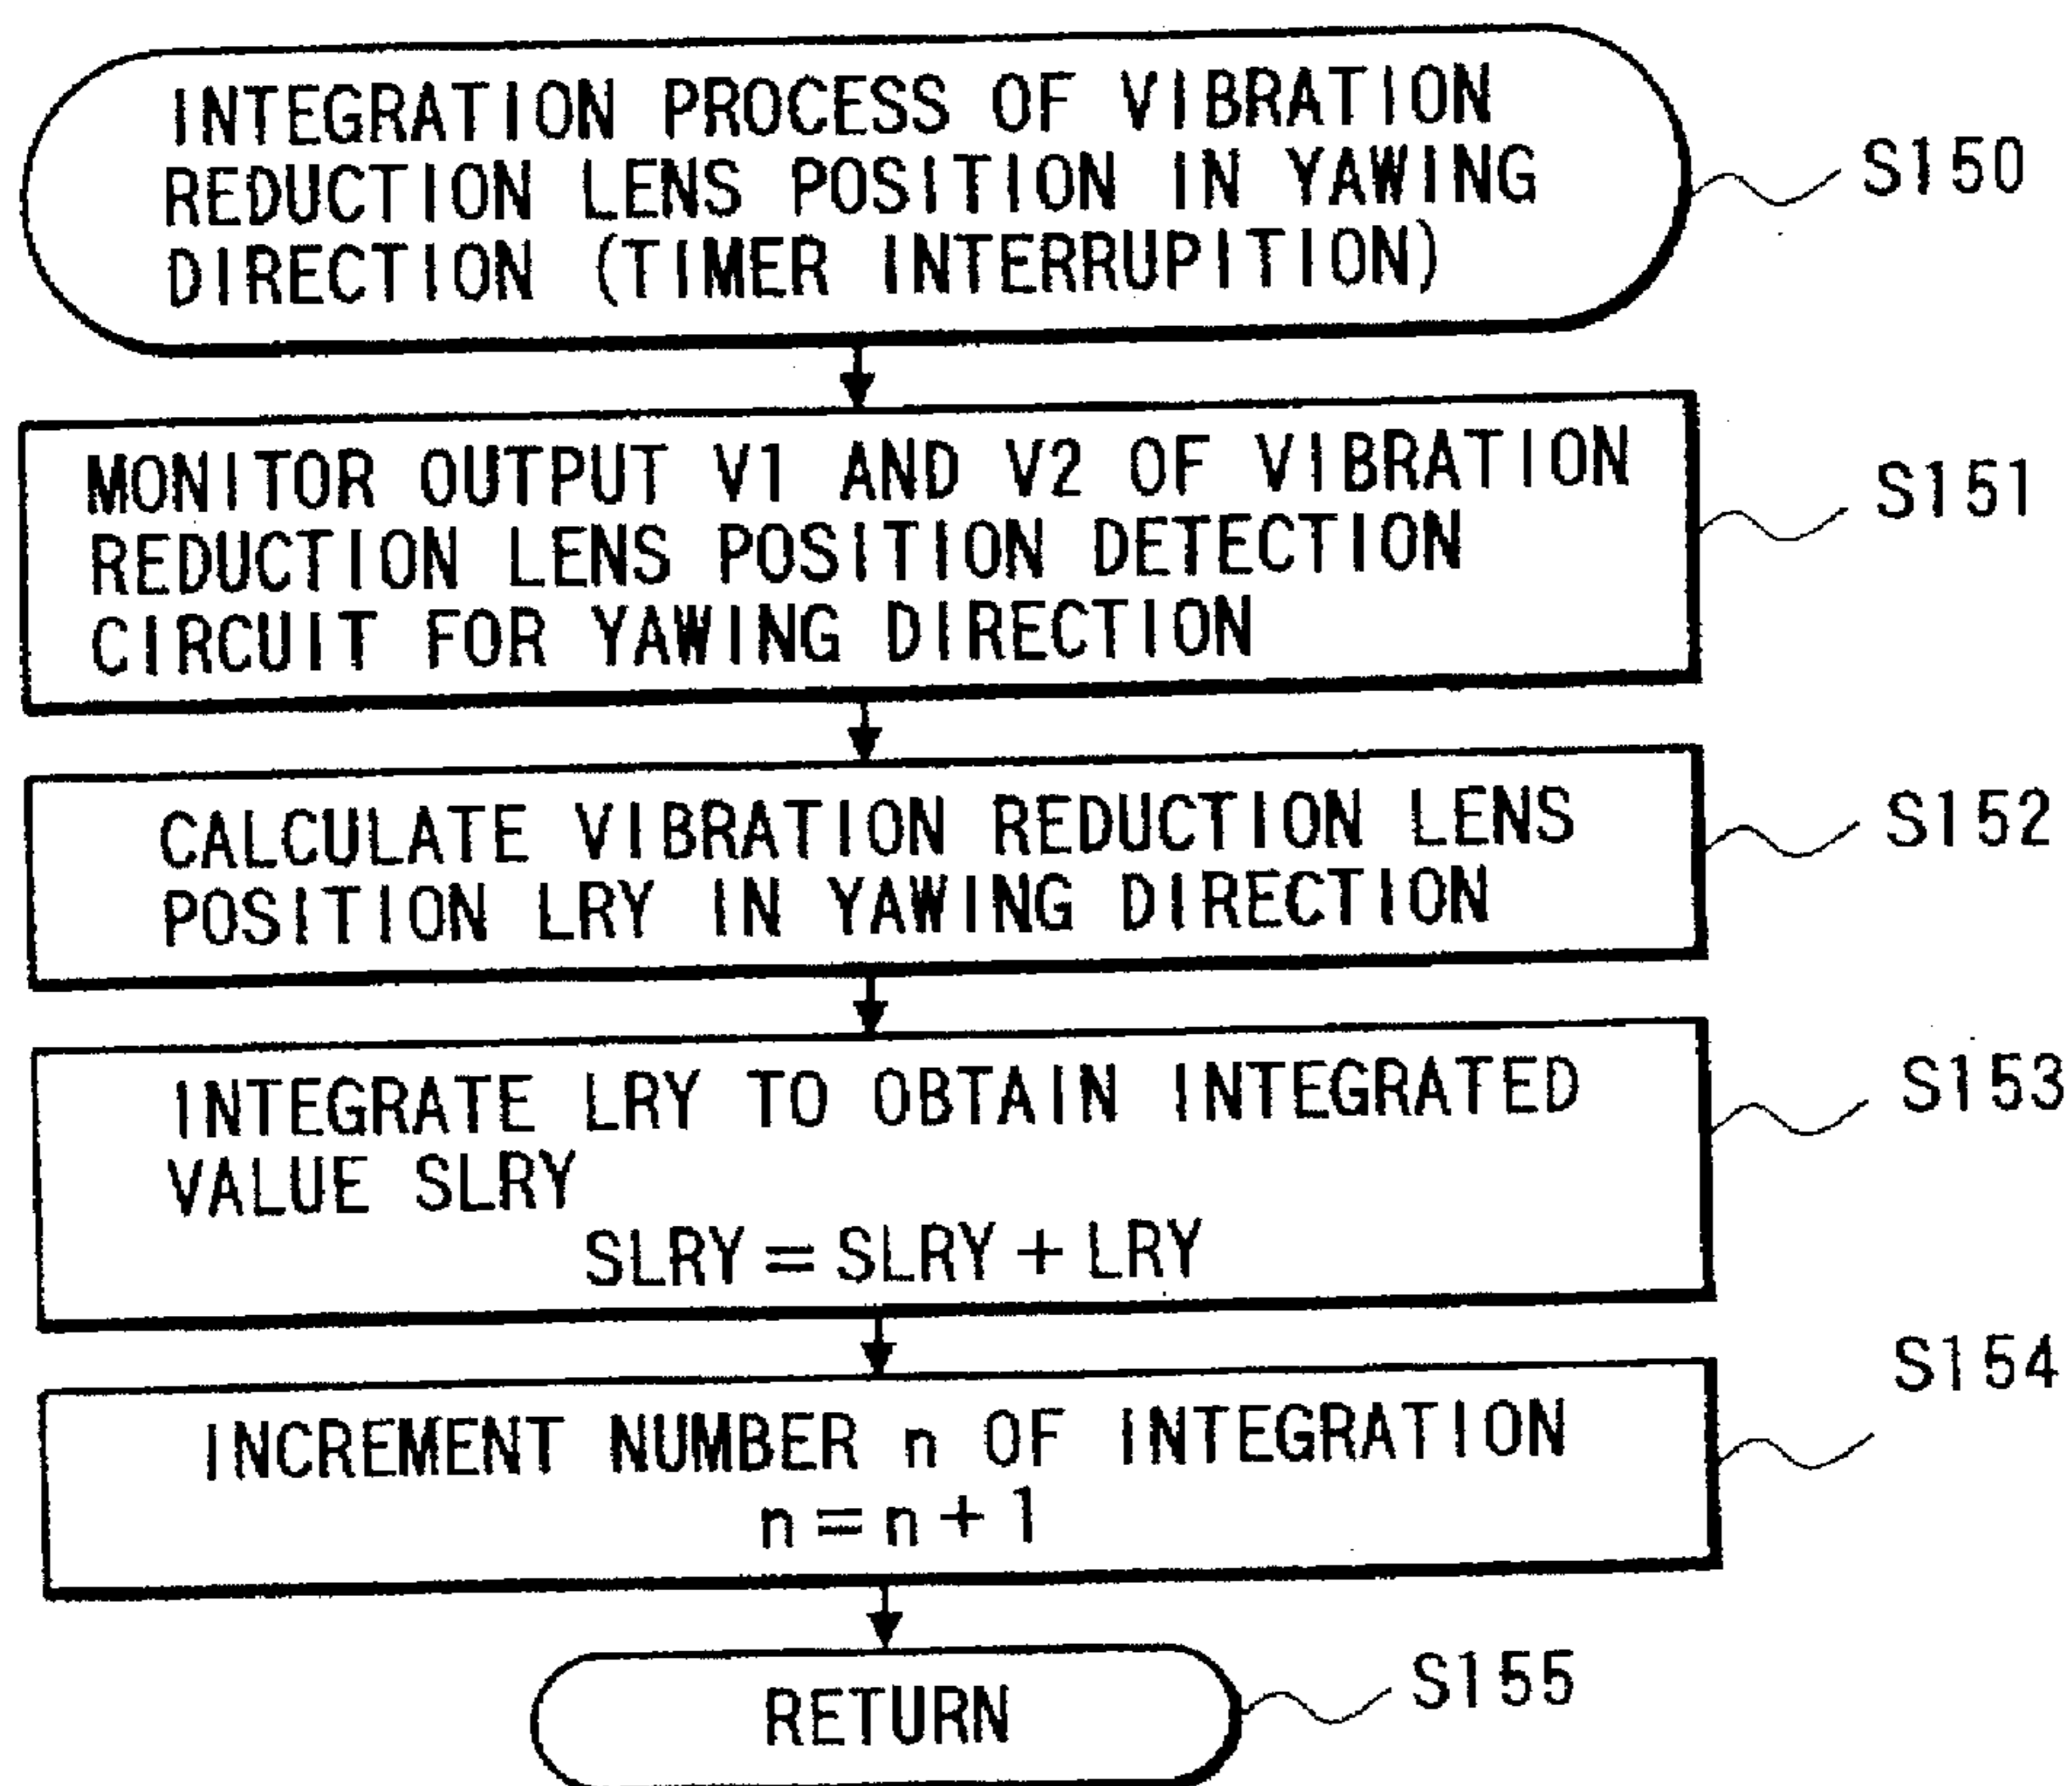 INTEGRATION PROCESS OF VIBRATION
REDUCTION LENS POSITION IN YAWING
DIRECTION (TIMER INTERRUPITION)
S150
MONITOR OUTPUT V1 AND V2 OF VIBRATION
REDUCTION LENS POSITION DETECTION
CIRCUIT FOR YAWING DIRECTION
S151
CALCULATE VIBRATION REDUCTION LENS
POSITION LRY IN YAWING DIRECTION
S152
INTEGRATE LRY TO OBTAIN INTEGRATED
VALUE SLRY
SLRY = SLRY + LRY
S153
INCREMENT NUMBER n OF INTEGRATION
n = n + 1
S154
RETURN
S155